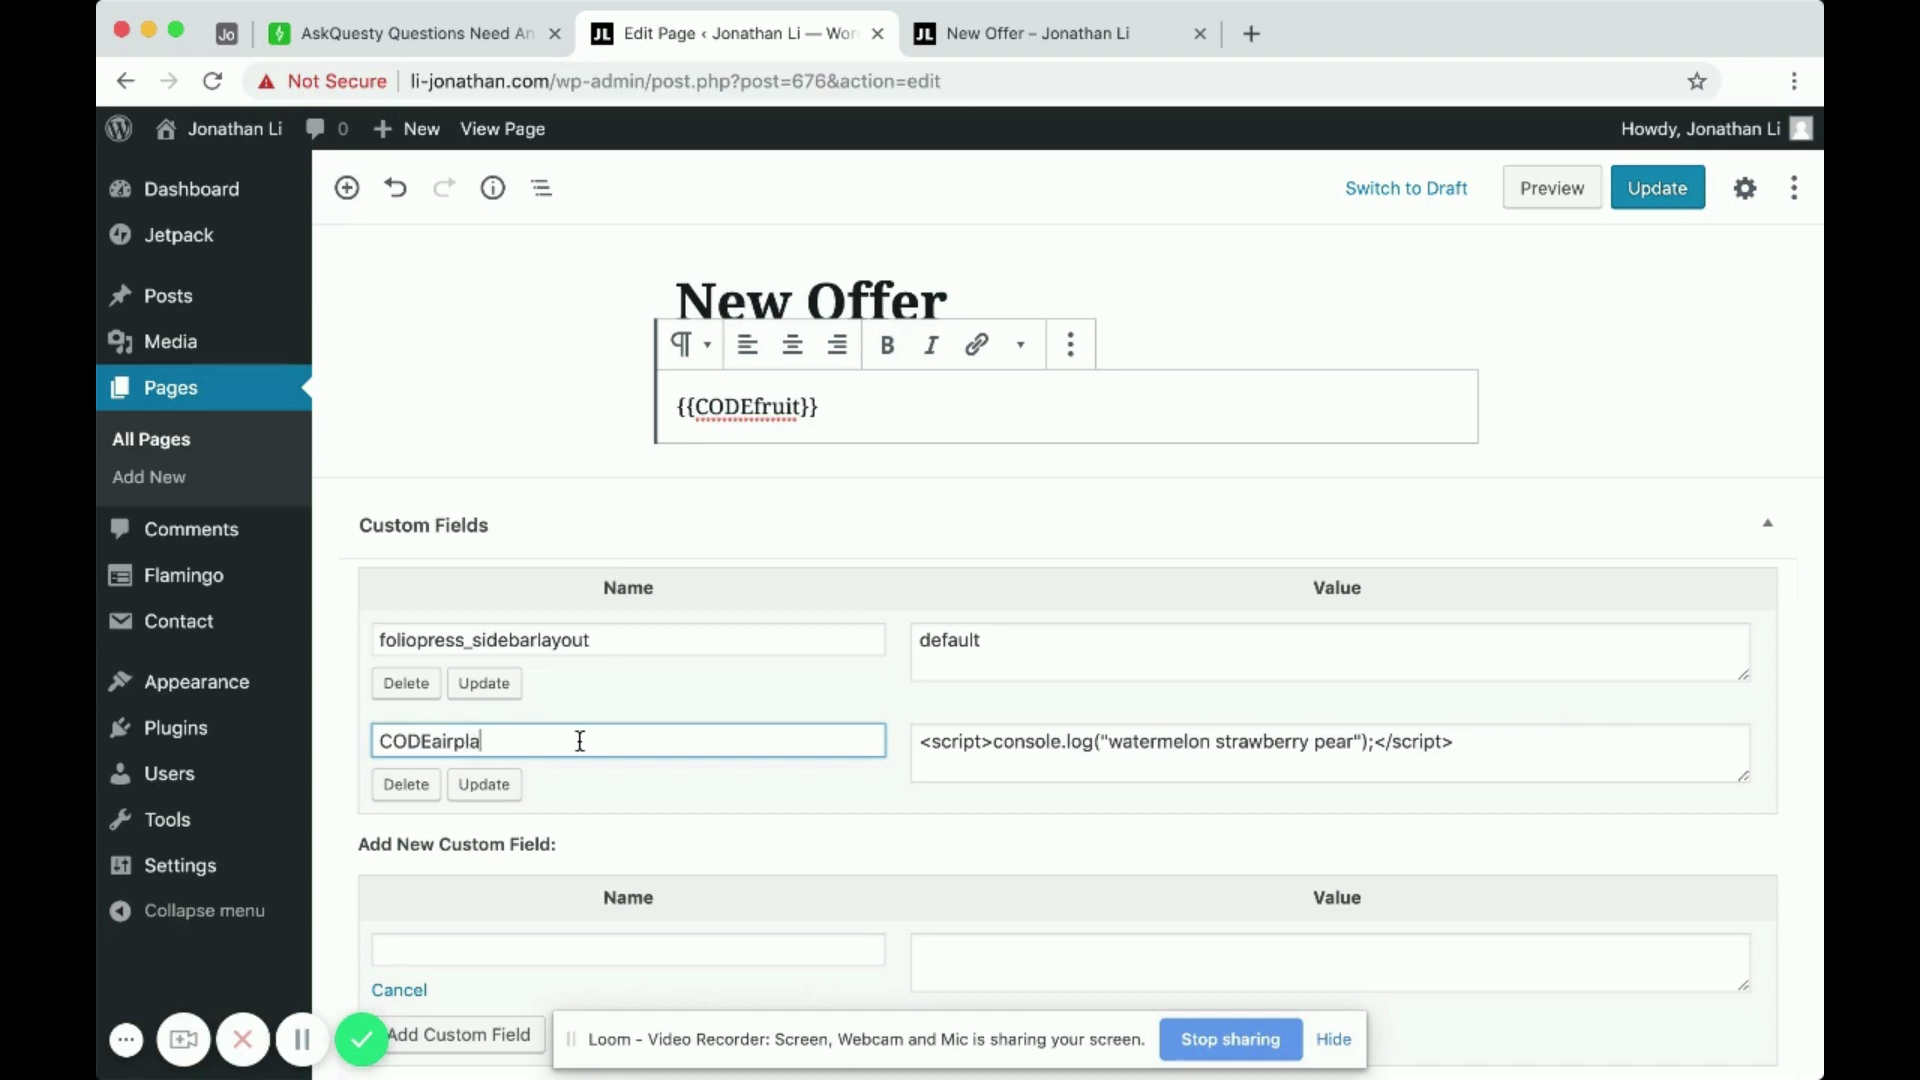 Jo
AskQuesty Questions Need An
JL Edit Page ‹ Jonathan Li — Wor
JL New Offer – Jonathan Li
Not Secure li-jonathan.com/wp-admin/post.php?post=676&action=edit
Jonathan Li 0 New View Page
Howdy, Jonathan Li
Dashboard
Jetpack
Posts
Media
Pages
All Pages
Add New
Comments
Flamingo
Contact
Appearance
Plugins
Users
Tools
Settings
Collapse menu
Switch to Draft Preview Update
New Offer
B I
{{CODEfruit}}
Custom Fields
Name Value
foliopress_sidebarlayout default
Delete Update
CODEairpla <script>console.log("watermelon strawberry pear");</script>
Delete Update
Add New Custom Field:
Name Value
Cancel
Add Custom Field
Loom - Video Recorder: Screen, Webcam and Mic is sharing your screen. Stop sharing Hide